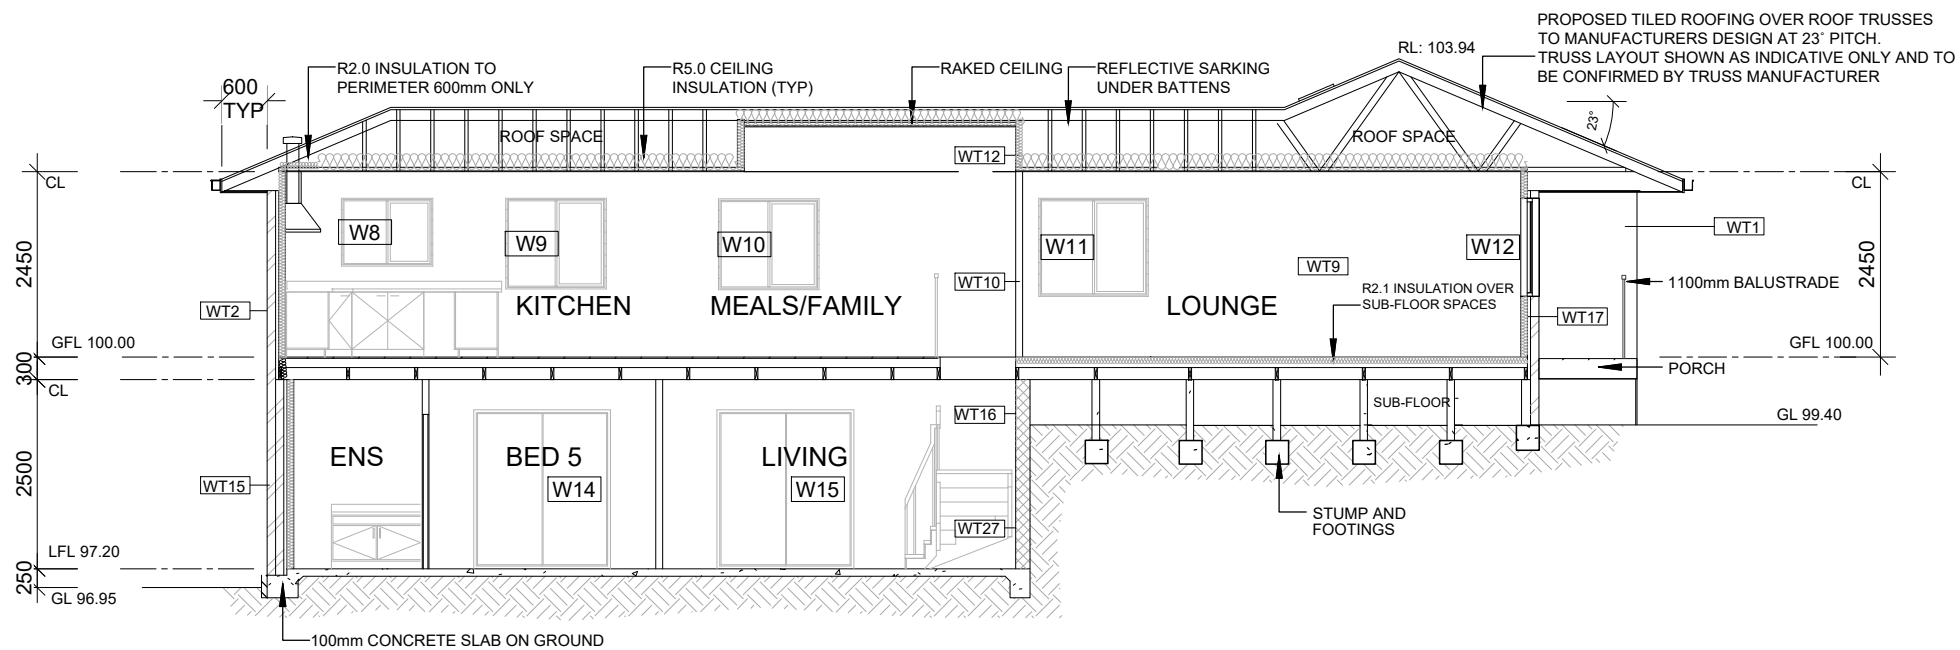 PROPOSED TILED ROOFING OVER ROOF TRUSSES
TO MANUFACTURERS DESIGN AT 23° PITCH.
TRUSS LAYOUT SHOWN AS INDICATIVE ONLY AND TO
BE CONFIRMED BY TRUSS MANUFACTURER
RL: 103.94
R2.0 INSULATION TO
PERIMETER 600mm ONLY
R5.0 CEILING
INSULATION (TYP)
RAKED CEILING
REFLECTIVE SARKING
UNDER BATTENS
600
TYP
23°
ROOF SPACE
ROOF SPACE
WT12
CL
CL
W8
W9
W10
W11
W12
WT1
2450
2450
WT9
WT10
1100mm BALUSTRADE
R2.1 INSULATION OVER
SUB-FLOOR SPACES
KITCHEN
MEALS/FAMILY
LOUNGE
WT2
WT17
GFL 100.00
GFL 100.00
300
PORCH
CL
SUB-FLOOR
WT16
GL 99.40
ENS
BED 5
LIVING
2500
WT15
W14
W15
STUMP AND
FOOTINGS
WT27
LFL 97.20
250
GL 96.95
100mm CONCRETE SLAB ON GROUND